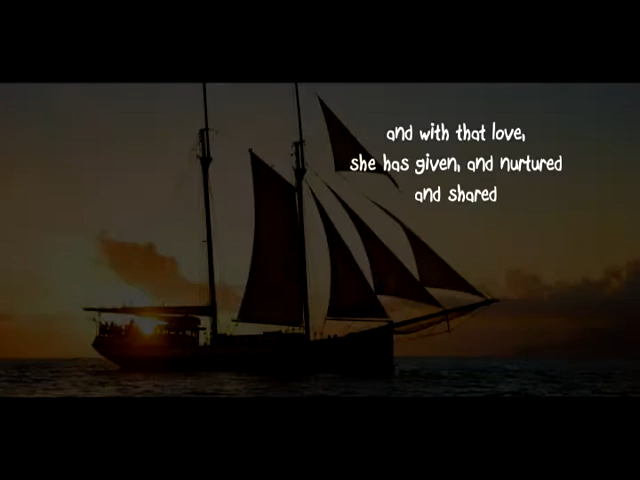 and with that love,
she has given, and nurtured
and shared